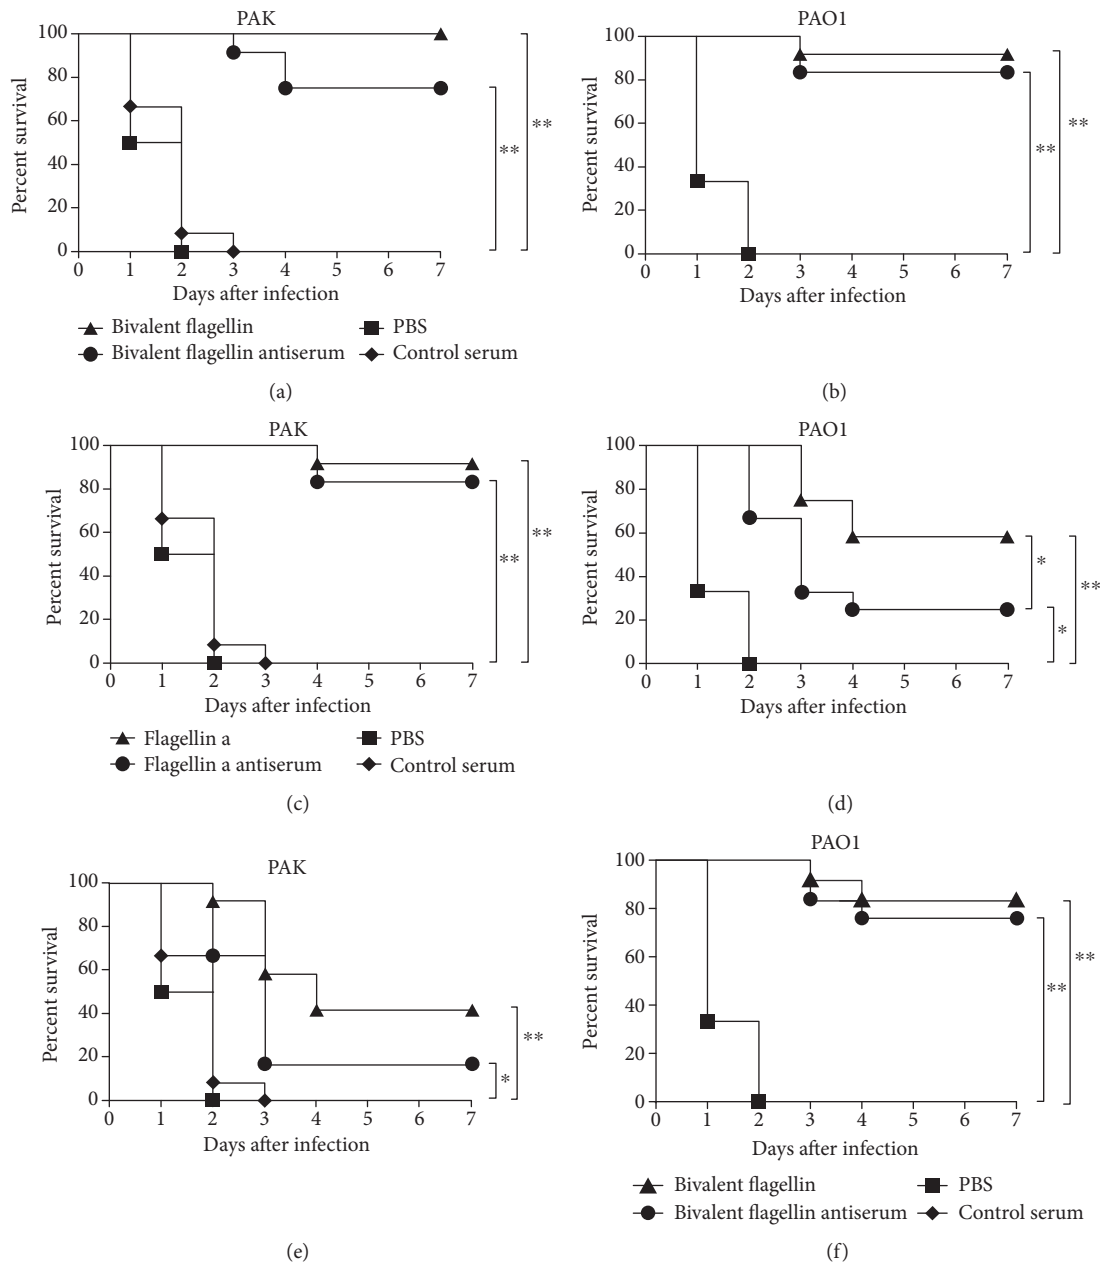 PAK
100
80
60
40
20
0
Percent survival
0 1 2 3 4 5 6 7
Days after infection
**
**
Bivalent flagellin
PBS
Bivalent flagellin antiserum
Control serum
(a)
PAO1
100
80
60
40
20
0
Percent survival
0 1 2 3 4 5 6 7
Days after infection
**
**
(b)
PAK
100
80
60
40
20
0
Percent survival
0 1 2 3 4 5 6 7
Days after infection
**
**
Flagellin a
PBS
Flagellin a antiserum
Control serum
(c)
PAO1
100
80
60
40
20
0
Percent survival
0 1 2 3 4 5 6 7
Days after infection
*
*
**
(d)
PAK
100
80
60
40
20
0
Percent survival
0 1 2 3 4 5 6 7
Days after infection
**
*
(e)
PAO1
100
80
60
40
20
0
Percent survival
0 1 2 3 4 5 6 7
Days after infection
**
**
Bivalent flagellin
PBS
Bivalent flagellin antiserum
Control serum
(f)